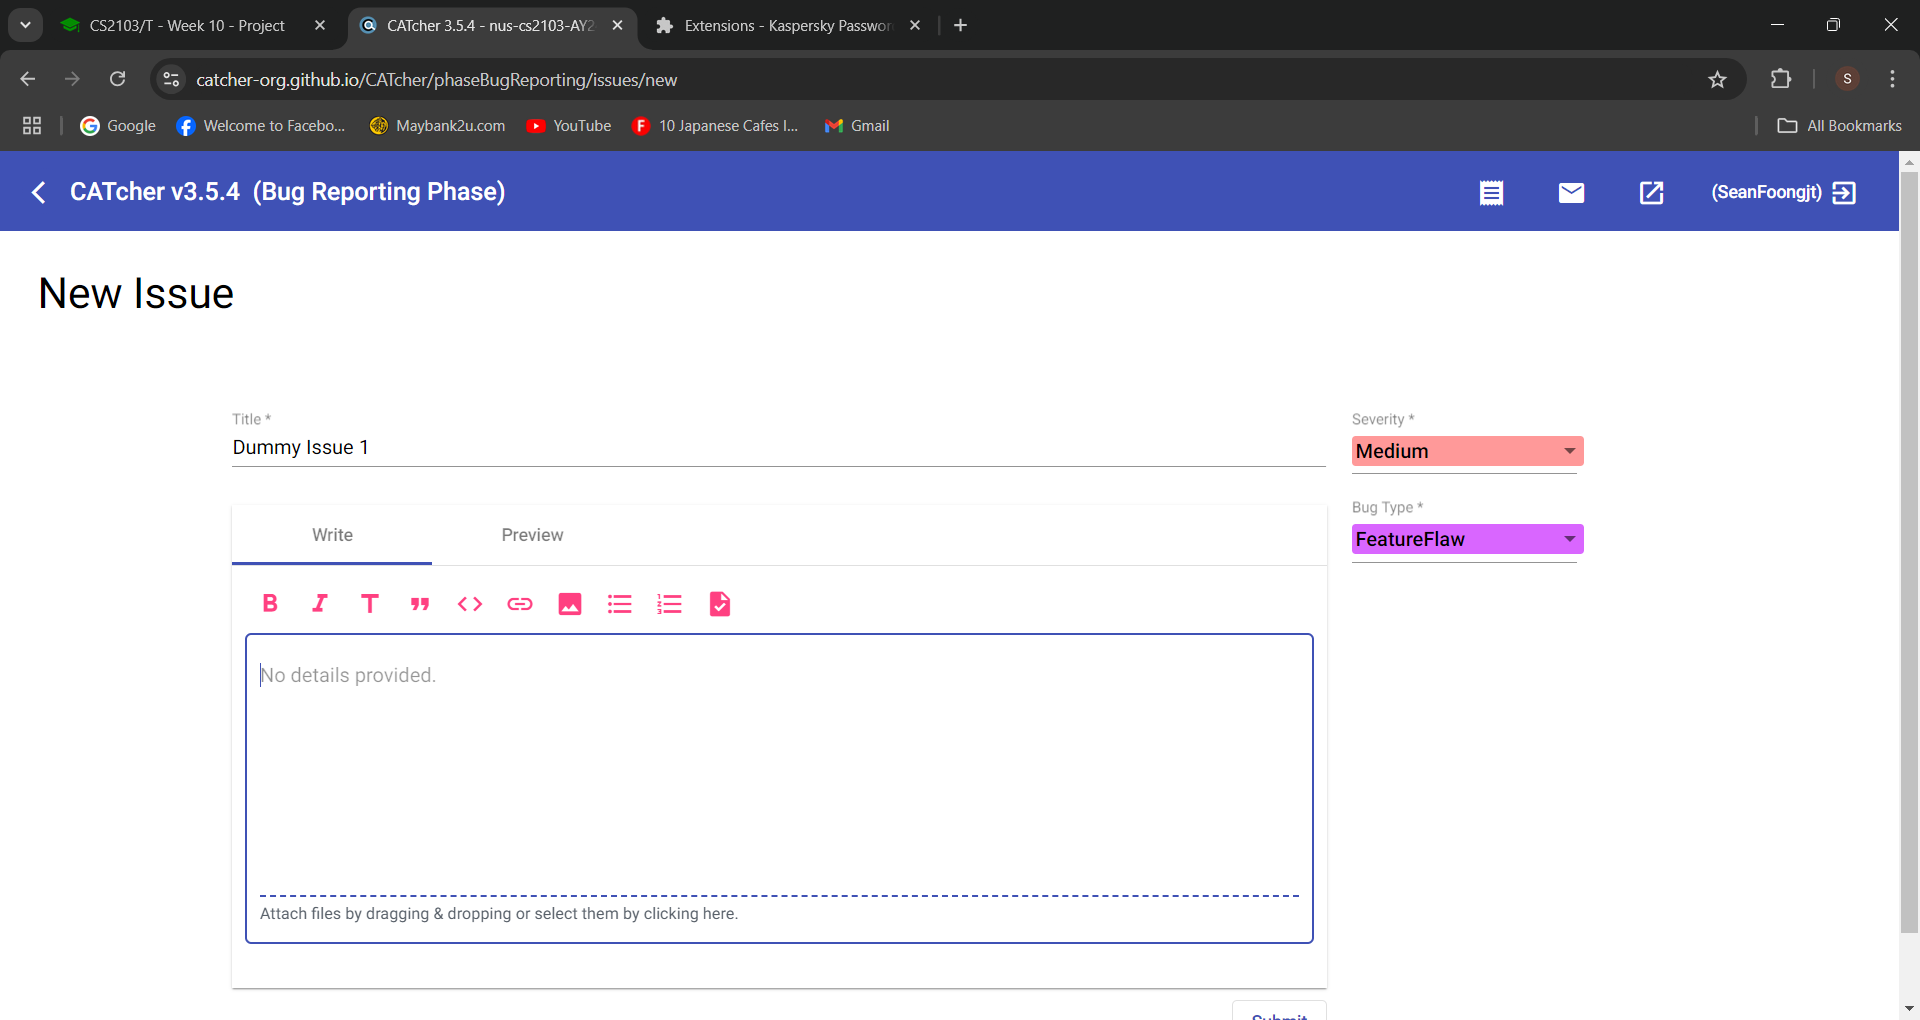 CS2103/T - Week 10 - Project
CATcher 3.5.4 - nus-cs2103-AY2
Extensions - Kaspersky Passwor
catcher-org.github.io/CATcher/phaseBugReporting/issues/new
S
Google
Welcome to Facebo...
Maybank2u.com
YouTube
10 Japanese Cafes I...
Gmail
All Bookmarks
CATcher v3.5.4 (Bug Reporting Phase)
(SeanFoongjt)
New Issue
Title *
Dummy Issue 1
Severity *
Medium
Bug Type *
FeatureFlaw
Write
Preview
No details provided.
Attach files by dragging & dropping or select them by clicking here.
Submit